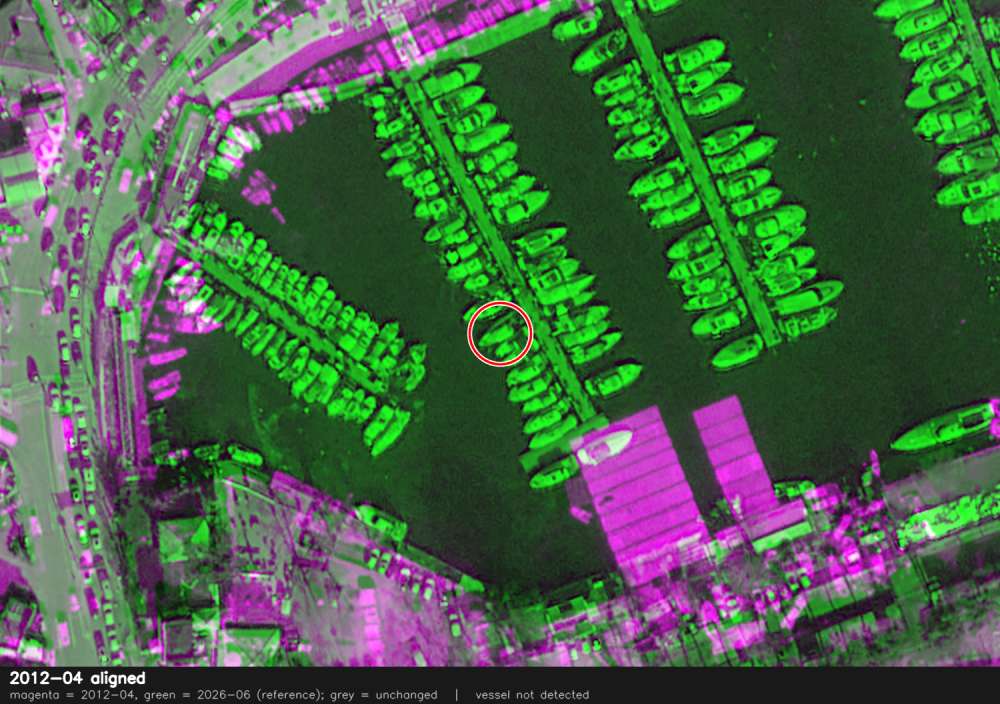 2012-04 aligned
magenta = 2012-04, green = 2026-06 (reference); grey = unchanged | vessel not detected